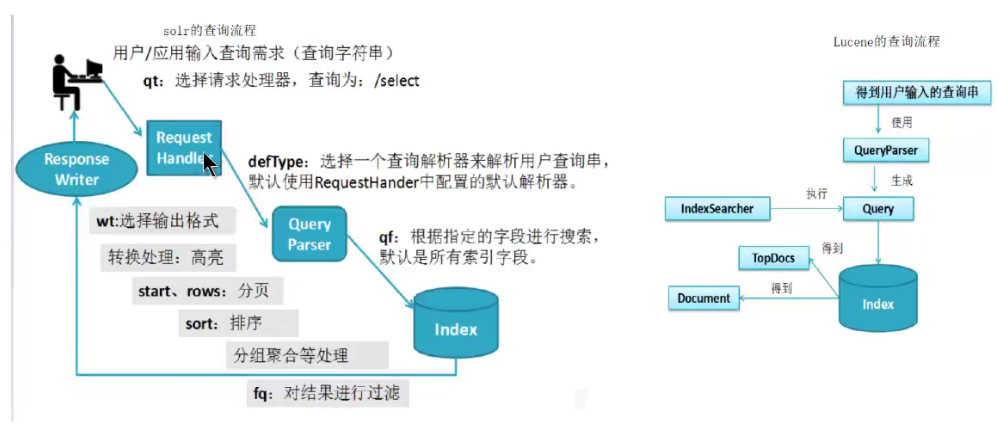 solr的查询流程
用户/应用输入查询需求（查询字符串）
qt：选择请求处理器，查询为：/select
Request
Handler
Response
Writer
defType：选择一个查询解析器来解析用户查询串，
默认使用RequestHander中配置的默认解析器。
wt:选择输出格式
Query
Parser
qf：根据指定的字段进行搜索，
默认是所有索引字段。
转换处理：高亮
start、rows：分页
sort：排序
Index
分组聚合等处理
fq：对结果进行过滤
Lucene的查询流程
得到用户输入的查询串
使用
QueryParser
生成
执行
IndexSearcher
Query
得到
TopDocs
得到
Document
Index